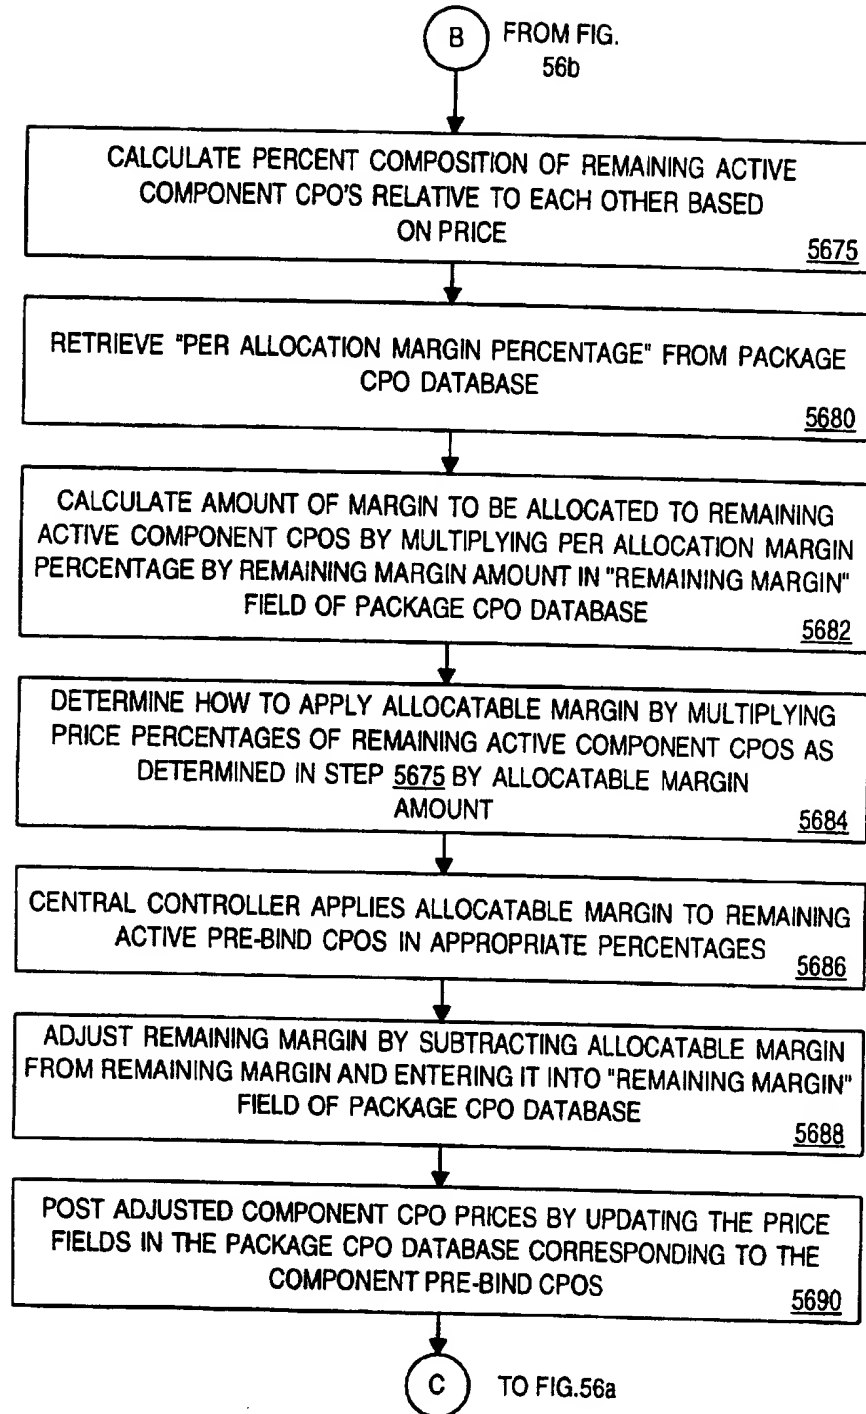 B FROM FIG.
56b
CALCULATE PERCENT COMPOSITION OF REMAINING ACTIVE
COMPONENT CPO'S RELATIVE TO EACH OTHER BASED
ON PRICE
5675
RETRIEVE "PER ALLOCATION MARGIN PERCENTAGE" FROM PACKAGE
CPO DATABASE
5680
CALCULATE AMOUNT OF MARGIN TO BE ALLOCATED TO REMAINING
ACTIVE COMPONENT CPOS BY MULTIPLYING PER ALLOCATION MARGIN
PERCENTAGE BY REMAINING MARGIN AMOUNT IN "REMAINING MARGIN"
FIELD OF PACKAGE CPO DATABASE
5682
DETERMINE HOW TO APPLY ALLOCATABLE MARGIN BY MULTIPLYING
PRICE PERCENTAGES OF REMAINING ACTIVE COMPONENT CPOS AS
DETERMINED IN STEP 5675 BY ALLOCATABLE MARGIN
AMOUNT
5684
CENTRAL CONTROLLER APPLIES ALLOCATABLE MARGIN TO REMAINING
ACTIVE PRE-BIND CPOS IN APPROPRIATE PERCENTAGES
5686
ADJUST REMAINING MARGIN BY SUBTRACTING ALLOCATABLE MARGIN
FROM REMAINING MARGIN AND ENTERING IT INTO "REMAINING MARGIN"
FIELD OF PACKAGE CPO DATABASE
5688
POST ADJUSTED COMPONENT CPO PRICES BY UPDATING THE PRICE
FIELDS IN THE PACKAGE CPO DATABASE CORRESPONDING TO THE
COMPONENT PRE-BIND CPOS
5690
C TO FIG.56a